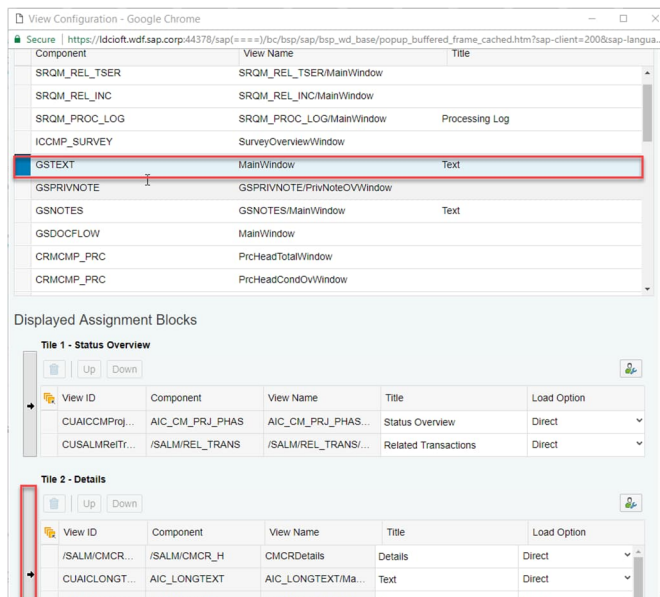 View Configuration - Google Chrome
Secure | https://ldcioft.wdf.sap.corp:44378/sap(====)/bc/bsp/sap/bsp_wd_base/popup_buffered_frame_cached.htm?sap-client=200&sap-langua...
Component View Name Title
SRQM_REL_TSER SRQM_REL_TSER/MainWindow
SRQM_REL_INC SRQM_REL_INC/MainWindow
SRQM_PROC_LOG SRQM_PROC_LOG/MainWindow Processing Log
ICCMP_SURVEY SurveyOverviewWindow
GSTEXT MainWindow Text
GSPRIVNOTE GSPRIVNOTE/PrivNoteOVWindow
GSNOTES GSNOTES/MainWindow Text
GSDOCFLOW MainWindow
CRMCMP_PRC PrcHeadTotalWindow
CRMCMP_PRC PrcHeadCondOvWindow
Displayed Assignment Blocks
Tile 1 - Status Overview
Up Down
View ID Component View Name Title Load Option
CUAICCMProj... AIC_CM_PRJ_PHAS AIC_CM_PRJ_PHAS... Status Overview Direct
CUSALMRelTr... /SALM/REL_TRANS /SALM/REL_TRANS/... Related Transactions Direct
Tile 2 - Details
Up Down
View ID Component View Name Title Load Option
/SALM/CMCR... /SALM/CMCR_H CMCRDetails Details Direct
CUAICLONGT... AIC_LONGTEXT AIC_LONGTEXT/Ma... Text Direct